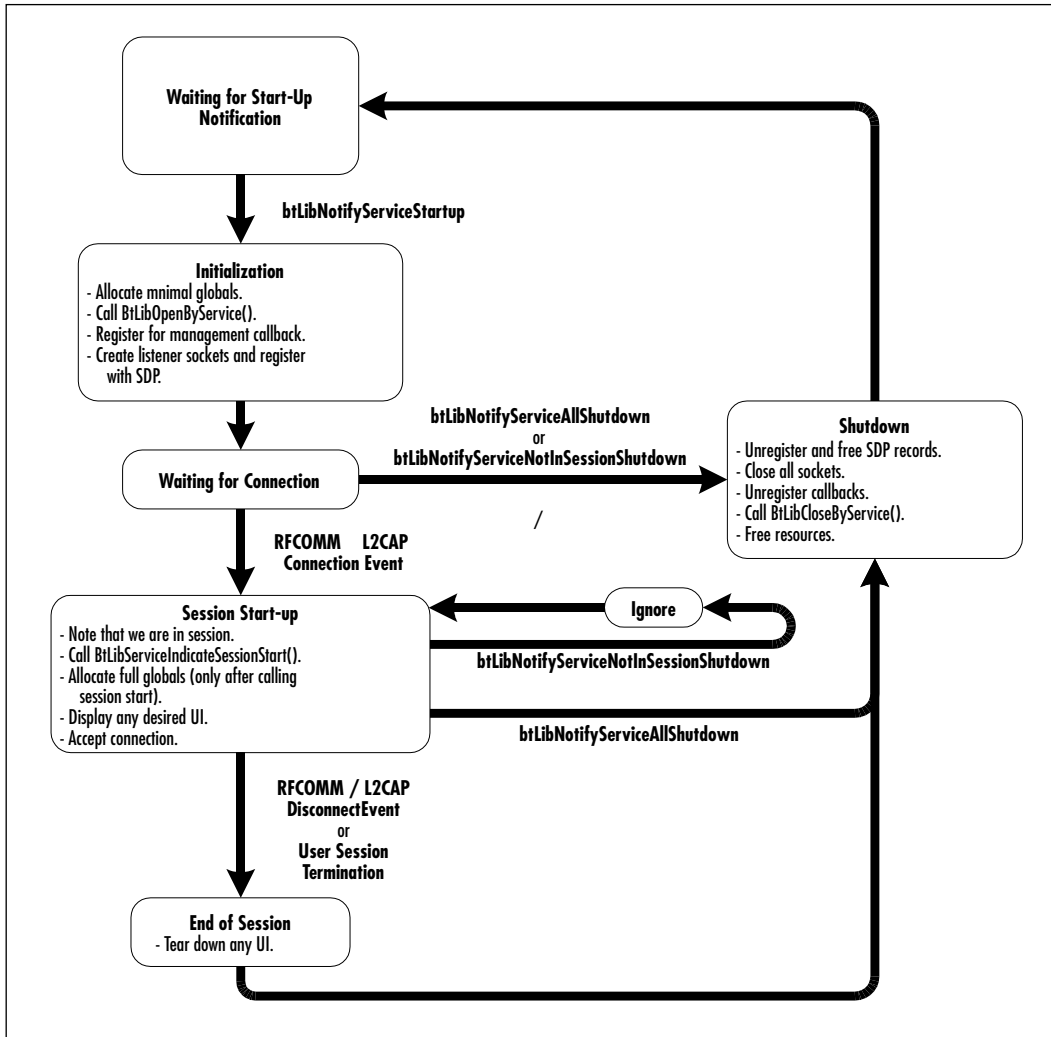 Waiting for Start-Up
Notification
btLibNotifyServiceStartup
Initialization
- Allocate mnimal globals.
- Call BtLibOpenByService().
- Register for management callback.
- Create listener sockets and register
with SDP.
btLibNotifyServiceAllShutdown
or
btLibNotifyServiceNotInSessionShutdown
Shutdown
- Unregister and free SDP records.
- Close all sockets.
- Unregister callbacks.
- Call BtLibCloseByService().
- Free resources.
Waiting for Connection
/
RFCOMM L2CAP
Connection Event
Session Start-up
- Note that we are in session.
- Call BtLibServiceIndicateSessionStart().
- Allocate full globals (only after calling
session start).
- Display any desired UI.
- Accept connection.
Ignore
btLibNotifyServiceNotInSessionShutdown
btLibNotifyServiceAllShutdown
RFCOMM / L2CAP
DisconnectEvent
or
User Session
Termination
End of Session
- Tear down any UI.